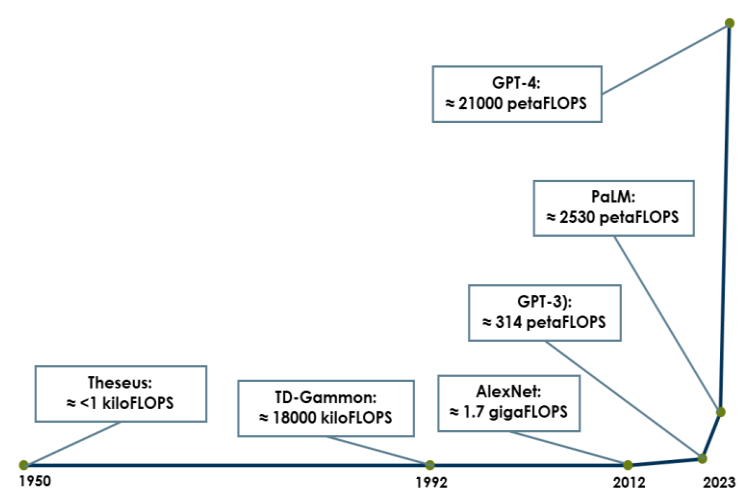 GPT-4:
≈ 21000 petaFLOPS
PaLM:
≈ 2530 petaFLOPS
GPT-3):
≈ 314 petaFLOPS
Theseus:
≈ <1 kiloFLOPS
TD-Gammon:
≈ 18000 kiloFLOPS
AlexNet:
≈ 1.7 gigaFLOPS
1950
1992
2012
2023